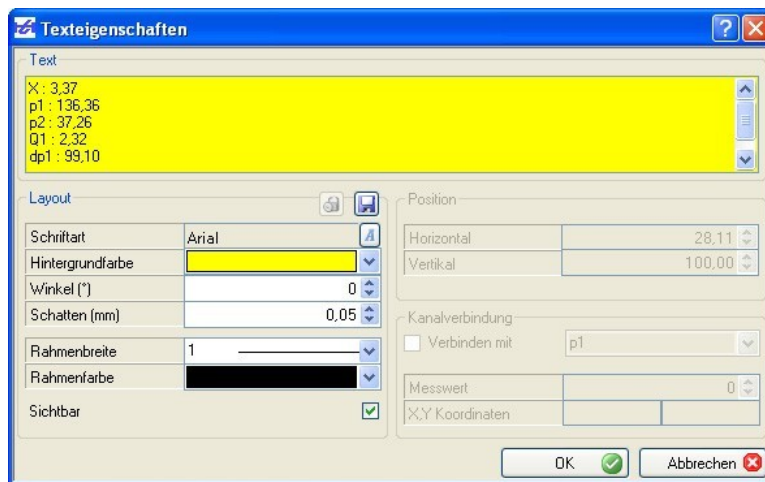 Texteigenschaften
Text
X : 3,37
p1 : 136,36
p2 : 37,26
Q1 : 2,32
dp1 : 99,10
Layout
Schriftart Arial A
Hintergrundfarbe
Winkel (°) 0
Schatten (mm) 0,05
Rahmenbreite 1
Rahmenfarbe
Sichtbar
Position
Horizontal 28,11
Vertikal 100,00
Kanalverbindung
Verbinden mit p1
Messwert 0
X,Y Koordinaten
OK Abbrechen